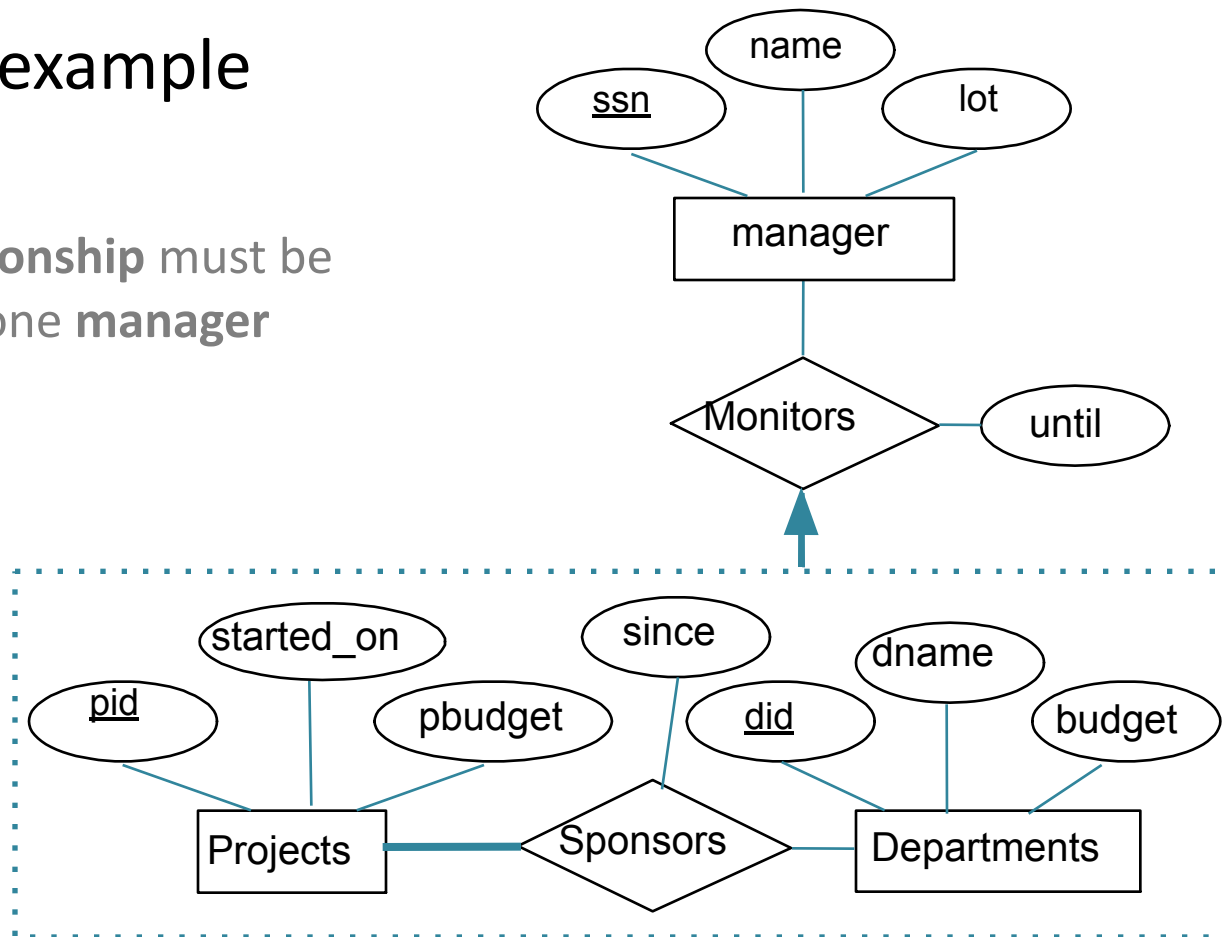 example
onship must be
one manager
name
ssn
lot
manager
Monitors
until
started_on
since
dname
pid
pbudget
did
budget
Projects
Sponsors
Departments